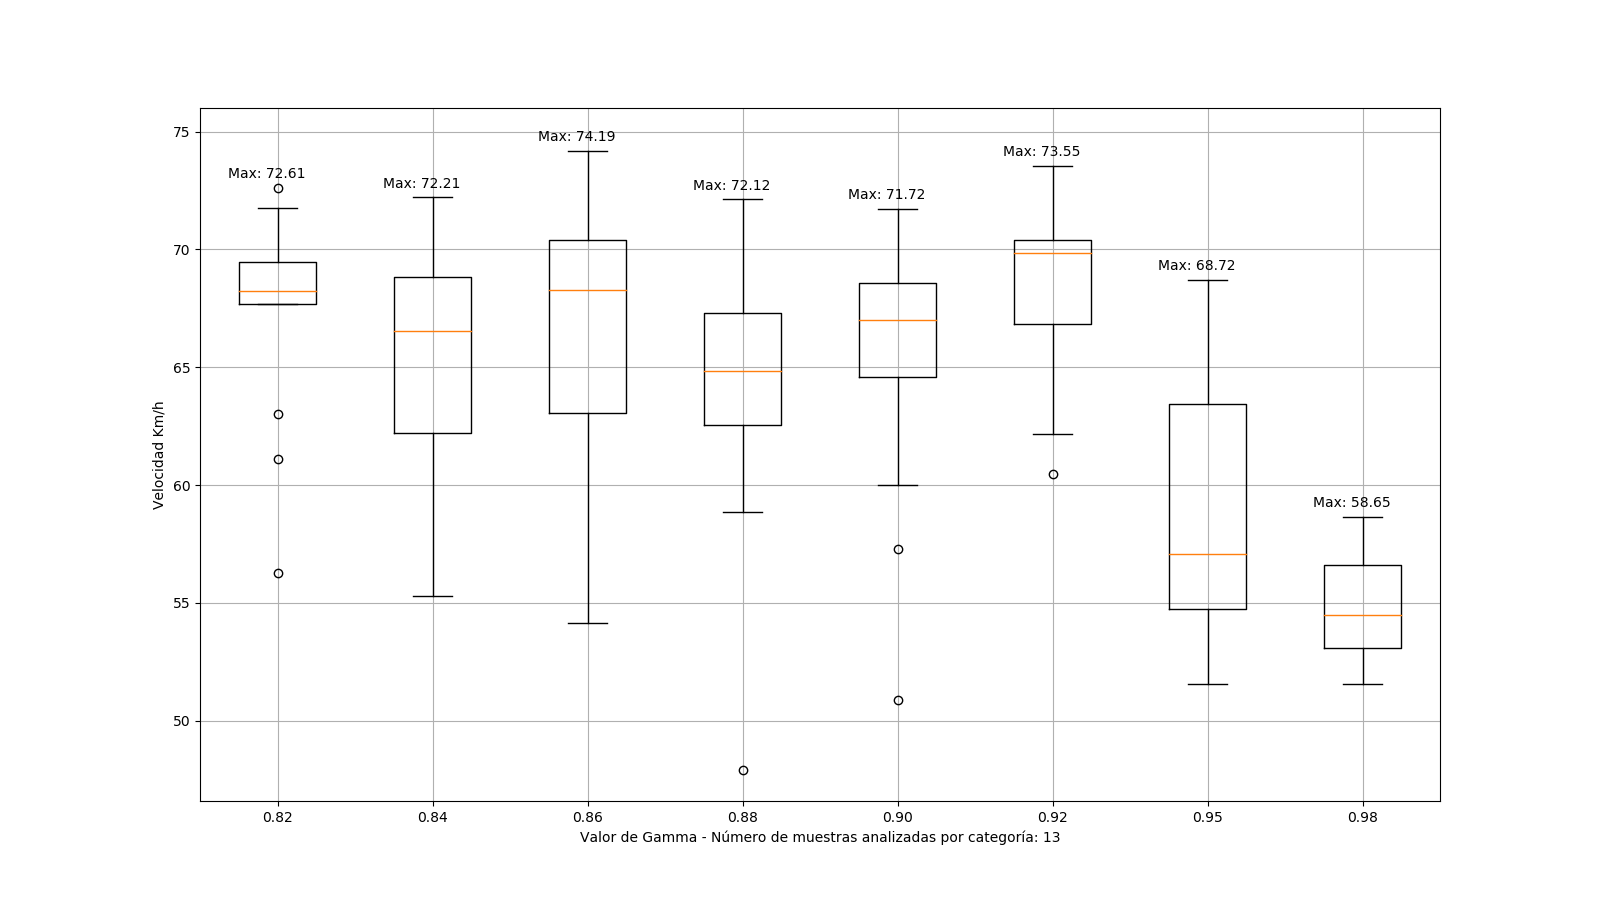 Max: 74.19
Max: 73.55
Max: 72.61
Max: 72.21
Max: 72.12
Max: 71.72
Max: 68.72
Max: 58.65
75
70
65
60
55
50
Velocidad Km/h
0.82 0.84 0.86 0.88 0.90 0.92 0.95 0.98
Valor de Gamma - Número de muestras analizadas por categoría: 13